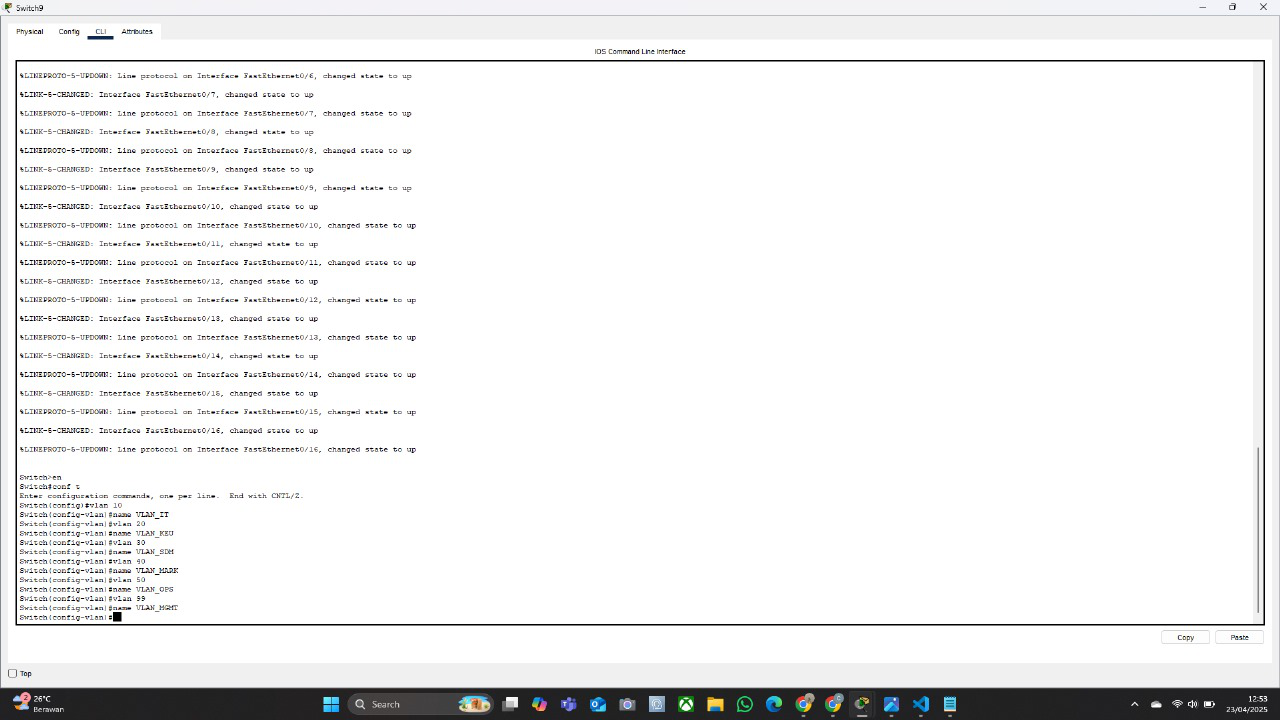 Switch9
Physical Config CLI Attributes
IOS Command Line Interface
%LINEPROTO-5-UPDOWN: Line protocol on Interface FastEthernet0/6, changed state to up
%LINK-5-CHANGED: Interface FastEthernet0/7, changed state to up
%LINEPROTO-5-UPDOWN: Line protocol on Interface FastEthernet0/7, changed state to up
%LINK-5-CHANGED: Interface FastEthernet0/8, changed state to up
%LINEPROTO-5-UPDOWN: Line protocol on Interface FastEthernet0/8, changed state to up
%LINK-5-CHANGED: Interface FastEthernet0/9, changed state to up
%LINEPROTO-5-UPDOWN: Line protocol on Interface FastEthernet0/9, changed state to up
%LINK-5-CHANGED: Interface FastEthernet0/10, changed state to up
%LINEPROTO-5-UPDOWN: Line protocol on Interface FastEthernet0/10, changed state to up
%LINK-5-CHANGED: Interface FastEthernet0/11, changed state to up
%LINEPROTO-5-UPDOWN: Line protocol on Interface FastEthernet0/11, changed state to up
%LINK-5-CHANGED: Interface FastEthernet0/12, changed state to up
%LINEPROTO-5-UPDOWN: Line protocol on Interface FastEthernet0/12, changed state to up
%LINK-5-CHANGED: Interface FastEthernet0/13, changed state to up
%LINEPROTO-5-UPDOWN: Line protocol on Interface FastEthernet0/13, changed state to up
%LINK-5-CHANGED: Interface FastEthernet0/14, changed state to up
%LINEPROTO-5-UPDOWN: Line protocol on Interface FastEthernet0/14, changed state to up
%LINK-5-CHANGED: Interface FastEthernet0/15, changed state to up
%LINEPROTO-5-UPDOWN: Line protocol on Interface FastEthernet0/15, changed state to up
%LINK-5-CHANGED: Interface FastEthernet0/16, changed state to up
%LINEPROTO-5-UPDOWN: Line protocol on Interface FastEthernet0/16, changed state to up
Switch>en
Switch#conf t
Enter configuration commands, one per line. End with CNTL/Z.
Switch(config)#vlan 10
Switch(config-vlan)#name VLAN_IT
Switch(config-vlan)#vlan 20
Switch(config-vlan)#name VLAN_KEU
Switch(config-vlan)#vlan 30
Switch(config-vlan)#name VLAN_SDM
Switch(config-vlan)#vlan 40
Switch(config-vlan)#name VLAN_MARK
Switch(config-vlan)#vlan 50
Switch(config-vlan)#name VLAN_OPS
Switch(config-vlan)#vlan 99
Switch(config-vlan)#name VLAN_MGMT
Switch(config-vlan)#
Copy Paste
Top
2
26°C
Berawan
Search
12:53
23/04/2025